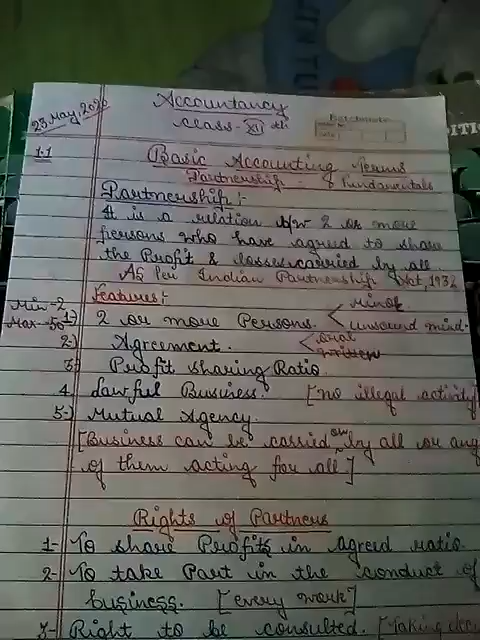 23, May, 2020
Accountancy
class - XII th
1.1
Basic Accounting Terms
Partnership - Fundamentals
Partnership :-
It is a relation b/w 2 or more
persons who have agreed to share
the Profit & losses carried by all.
As Per Indian Partnership Act, 1932
Features:-
Min - 2
Max - 50
1-) 2 or more Persons. < minor
unsound mind.
2-) Agreement. < oral
written
3- Profit sharing Ratio.
4. Lawful Business. [no illegal activity
5-) Mutual Agency.
[Business can be carried on by all or any
of them acting for all]
Rights of Partners
1- To share Profits in agreed ratio.
2- To take Part in the conduct of
business. [every work]
3- Right to be consulted. [Taking